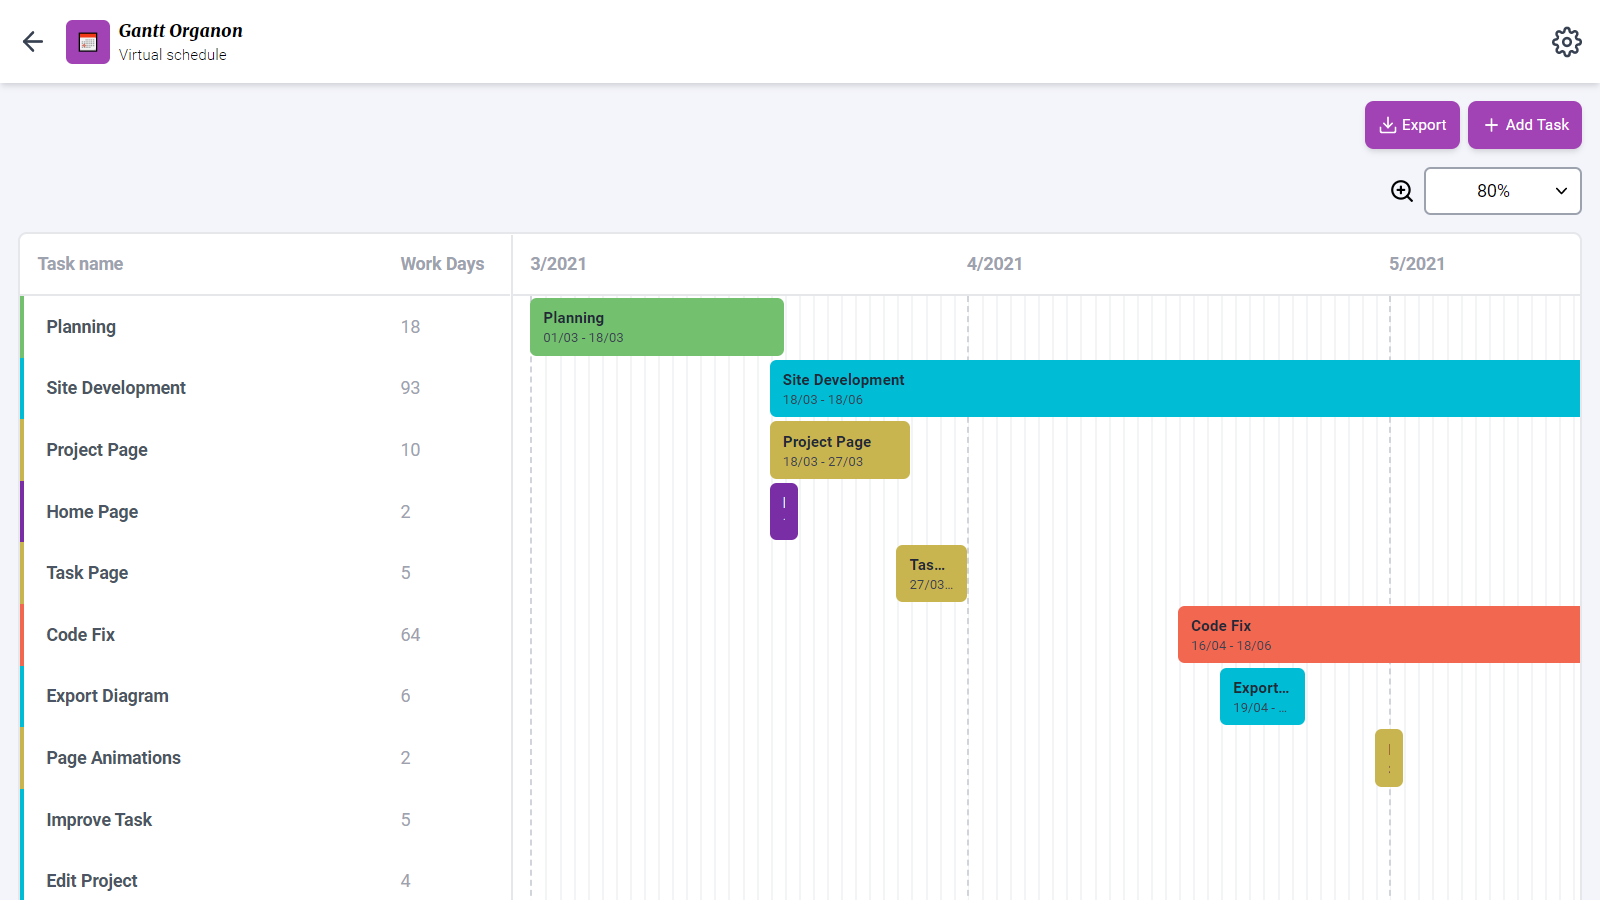 Gantt Organon
Virtual schedule
Export
Add Task
80%
Task name Work Days 3/2021 4/2021 5/2021
Planning 18
Planning
01/03 - 18/03
Site Development 93
Site Development
18/03 - 18/06
Project Page 10
Project Page
18/03 - 27/03
Home Page 2
Task Page 5
Tas...
27/03...
Code Fix 64
Code Fix
16/04 - 18/06
Export Diagram 6
Export...
19/04 - ...
Page Animations 2
Improve Task 5
Edit Project 4